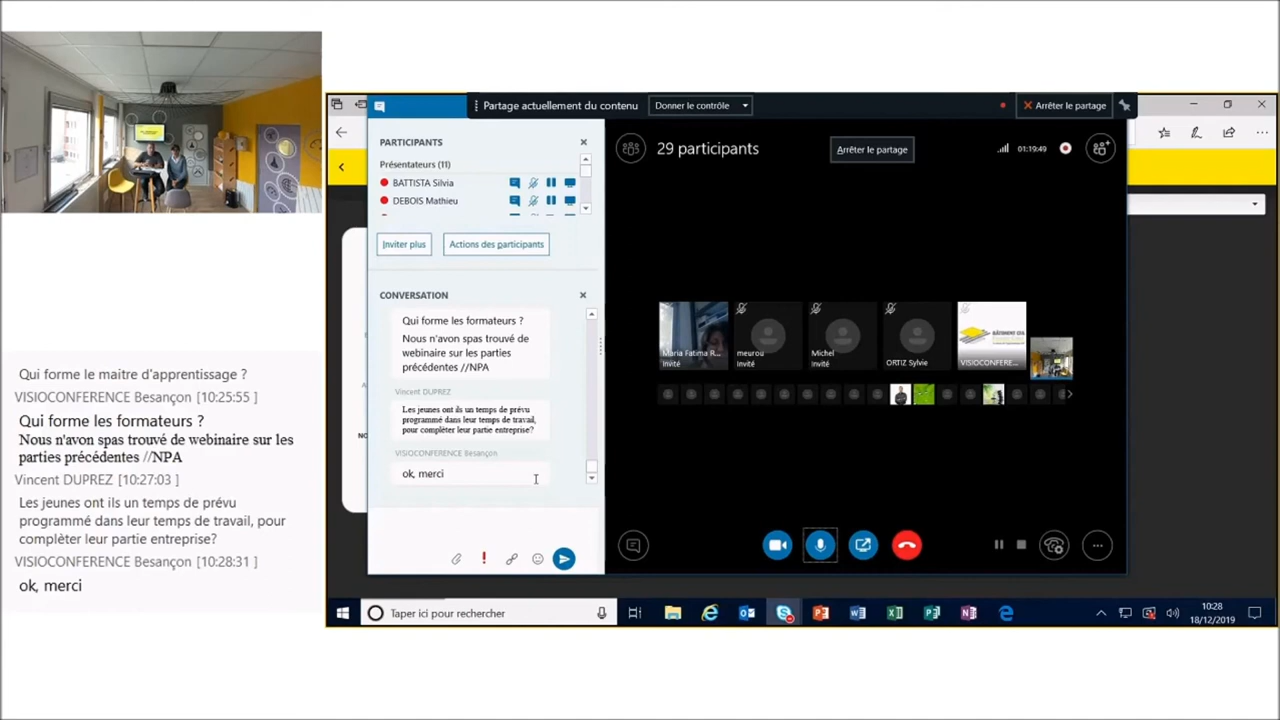 Qui forme le maitre d'apprentissage ?
VISIOCONFERENCE Besançon [10:25:55 ]
Qui forme les formateurs ?
Nous n'avon spas trouvé de webinaire sur les
parties précédentes //NPA
Vincent DUPREZ [10:27:03 ]
Les jeunes ont ils un temps de prévu
programmé dans leur temps de travail, pour
complèter leur partie entreprise?
VISIOCONFERENCE Besançon [10:28:31 ]
ok, merci
Partage actuellement du contenu
Donner le contrôle
Arrêter le partage
PARTICIPANTS
Présentateurs (11)
BATTISTA Silvia
DEBOIS Mathieu
Inviter plus
Actions des participants
CONVERSATION
Qui forme les formateurs ?
Nous n'avon spas trouvé de
webinaire sur les parties
précédentes //NPA
Vincent DUPREZ
Les jeunes ont ils un temps de prévu
programmé dans leur temps de travail,
pour complèter leur partie entreprise?
VISIOCONFERENCE Besançon
ok, merci
29 participants
Arrêter le partage
01:19:49
Maria Fatima R...
Invité
meurou
Invité
Michel
Invité
ORTIZ Sylvie
BÂTIMENT CFA
VISIOCONFERE...
Taper ici pour rechercher
10:28
18/12/2019